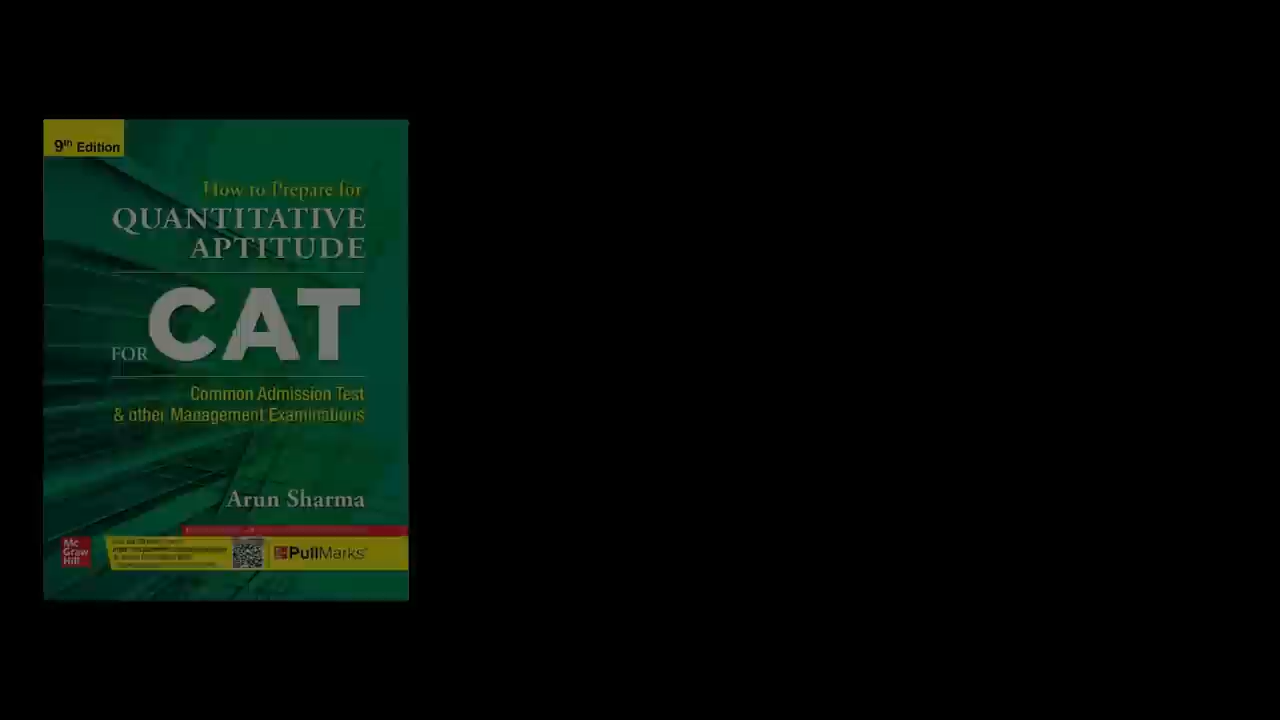 9th Edition
How to Prepare for
QUANTITATIVE
APTITUDE
FOR CAT
Common Admission Test
& other Management Examinations
Arun Sharma
Mc
Graw
Hill
PullMarks